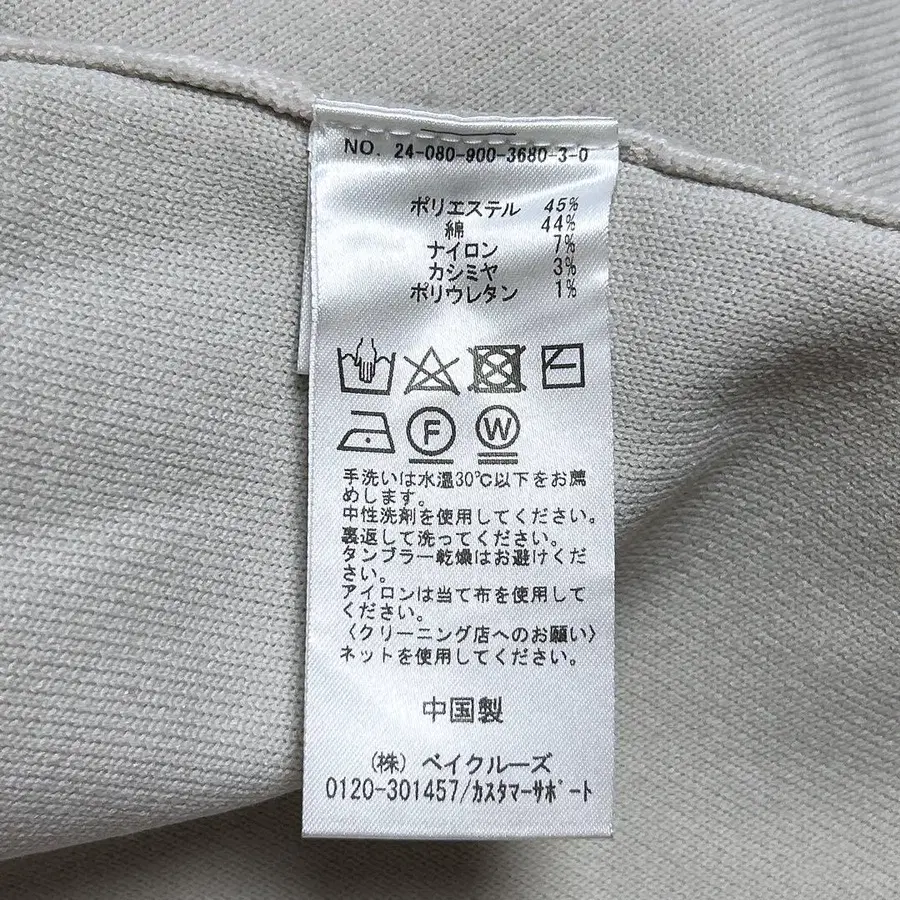 NO. 24-080-900-3680-3-0
ポリエステル 45%
綿 44%
ナイロン 7%
カシミヤ 3%
ポリウレタン 1%
F W
手洗いは水温30℃以下をお薦
めします。
中性洗剤を使用してください。
裏返して洗ってください。
タンブラー乾燥はお避けくだ
さい。
アイロンは当て布を使用して
ください。
〈クリーニング店へのお願い〉
ネットを使用してください。
中国製
(株) ベイクルーズ
0120-301457/カスタマーサポート